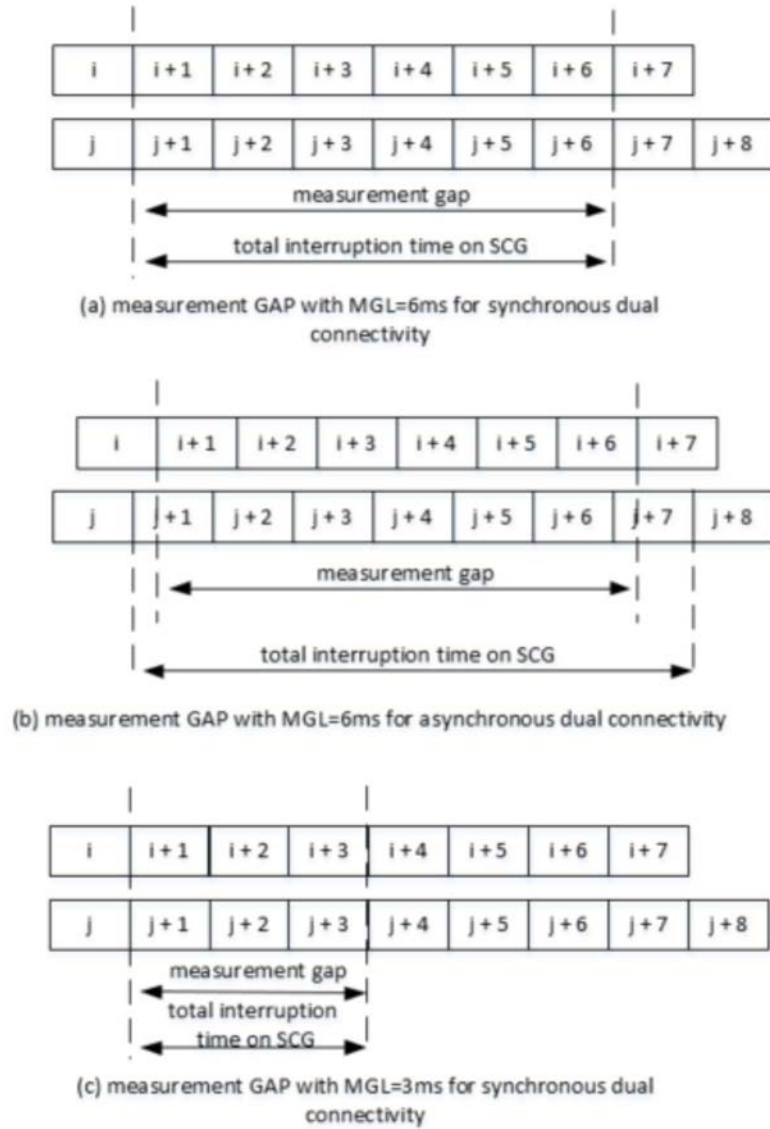 i i + 1 i + 2 i + 3 i + 4 i + 5 i + 6 i + 7
j j + 1 j + 2 j + 3 j + 4 j + 5 j + 6 j + 7 j + 8
measurement gap
total interruption time on SCG
(a) measurement GAP with MGL=6ms for synchronous dual
connectivity
i i + 1 i + 2 i + 3 i + 4 i + 5 i + 6 i + 7
j j + 1 j + 2 j + 3 j + 4 j + 5 j + 6 j + 7 j + 8
measurement gap
total interruption time on SCG
(b) measurement GAP with MGL=6ms for asynchronous dual connectivity
i i + 1 i + 2 i + 3 i + 4 i + 5 i + 6 i + 7
j j + 1 j + 2 j + 3 j + 4 j + 5 j + 6 j + 7 j + 8
measurement gap
total interruption
time on SCG
(c) measurement GAP with MGL=3ms for synchronous dual
connectivity